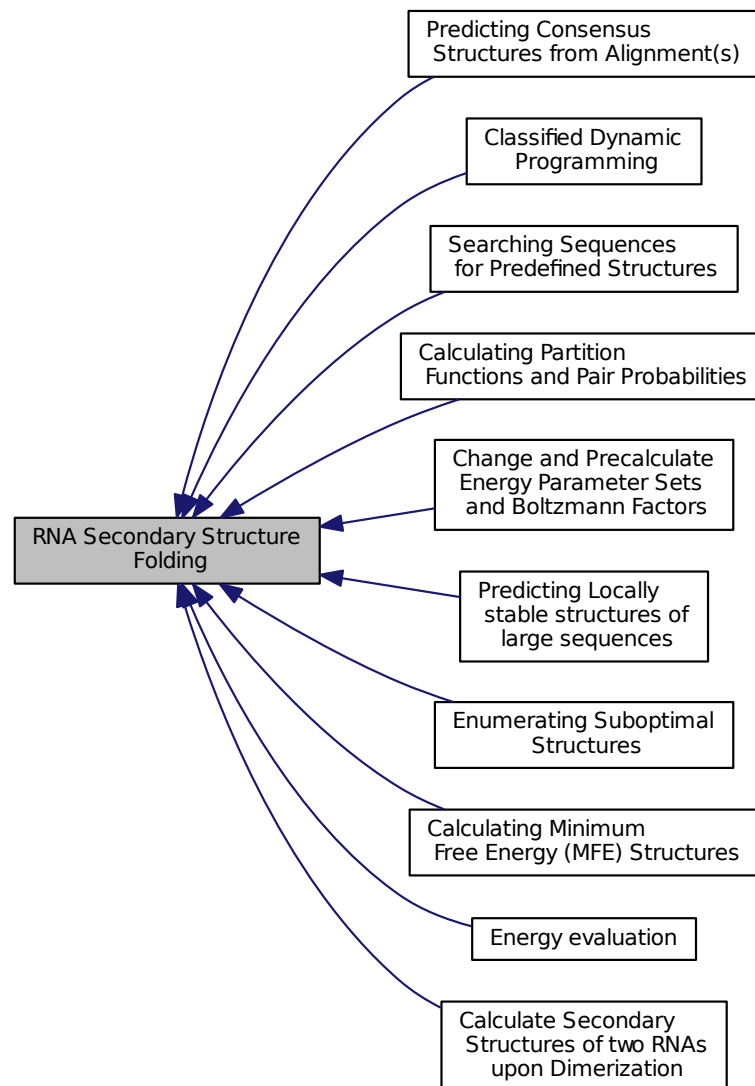 Predicting Consensus
Structures from Alignment(s)
Classified Dynamic
Programming
Searching Sequences
for Predefined Structures
Calculating Partition
Functions and Pair Probabilities
Change and Precalculate
Energy Parameter Sets
and Boltzmann Factors
RNA Secondary Structure
Folding
Predicting Locally
stable structures of
large sequences
Enumerating Suboptimal
Structures
Calculating Minimum
Free Energy (MFE) Structures
Energy evaluation
Calculate Secondary
Structures of two RNAs
upon Dimerization